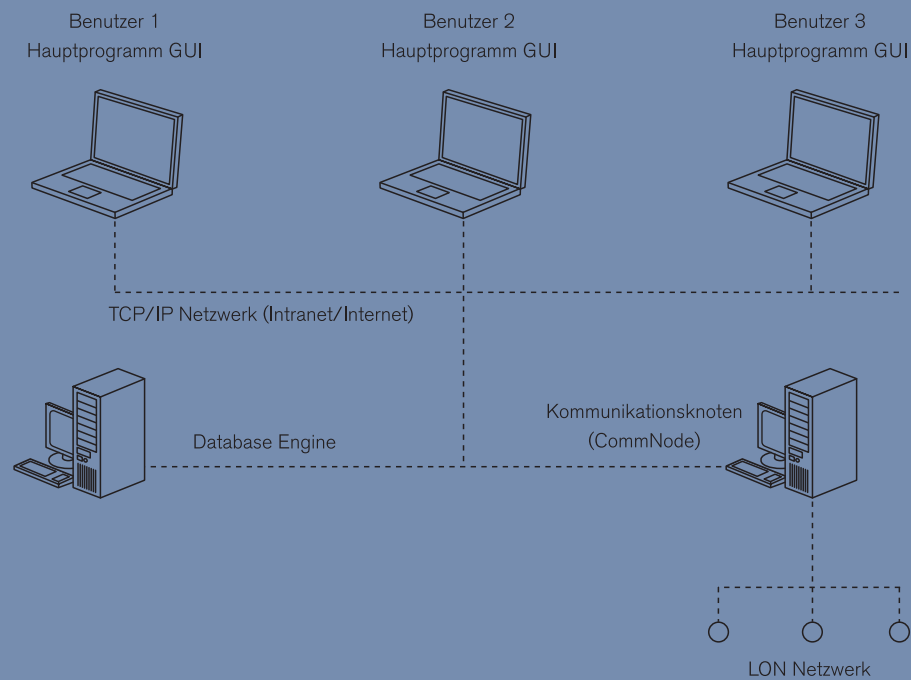 Benutzer 1
Hauptprogramm GUI
Benutzer 2
Hauptprogramm GUI
Benutzer 3
Hauptprogramm GUI
TCP/IP Netzwerk (Intranet/Internet)
Database Engine
Kommunikationsknoten
(CommNode)
LON Netzwerk